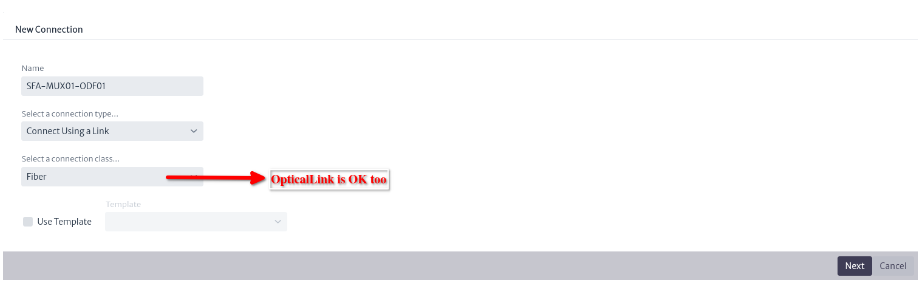 New Connection
Name
SFA-MUX01-ODF01
Select a connection type...
Connect Using a Link
Select a connection class...
Fiber
OpticalLink is OK too
Template
Use Template
Next Cancel